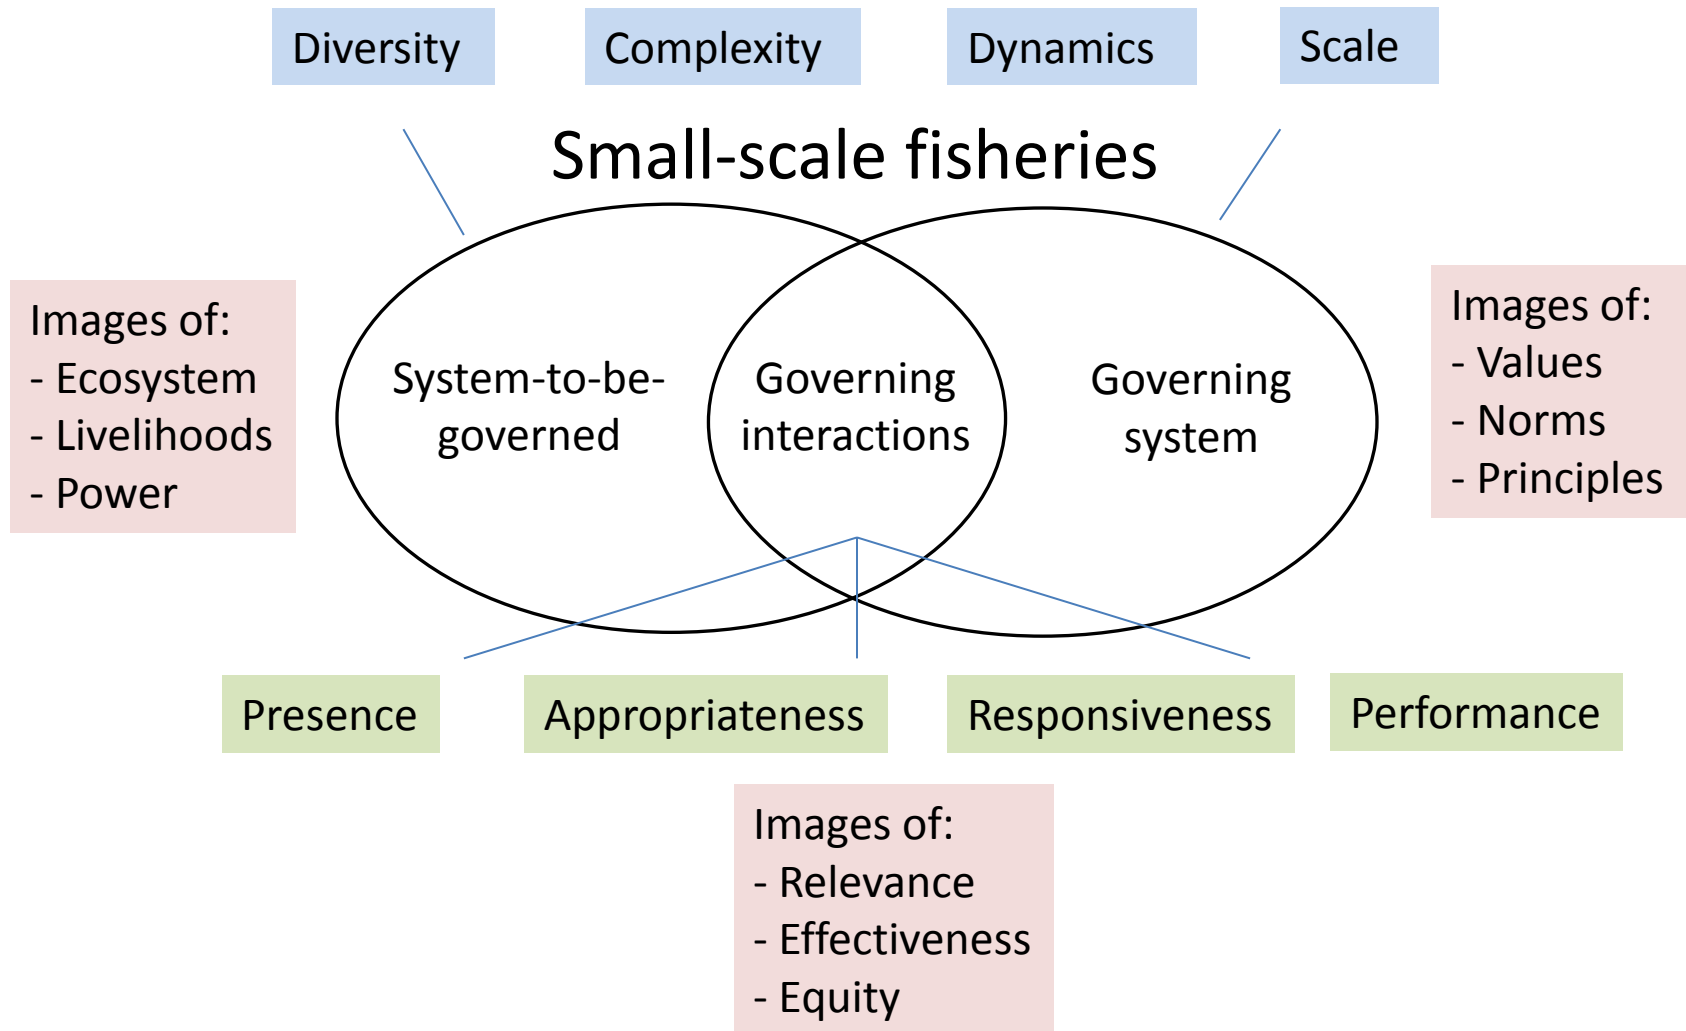 Diversity
Complexity
Dynamics
Scale
Small-scale fisheries
Images of:
- Ecosystem
- Livelihoods
- Power
System-to-be-
governed
Governing
interactions
Governing
system
Images of:
- Values
- Norms
- Principles
Presence
Appropriateness
Responsiveness
Performance
Images of:
- Relevance
- Effectiveness
- Equity